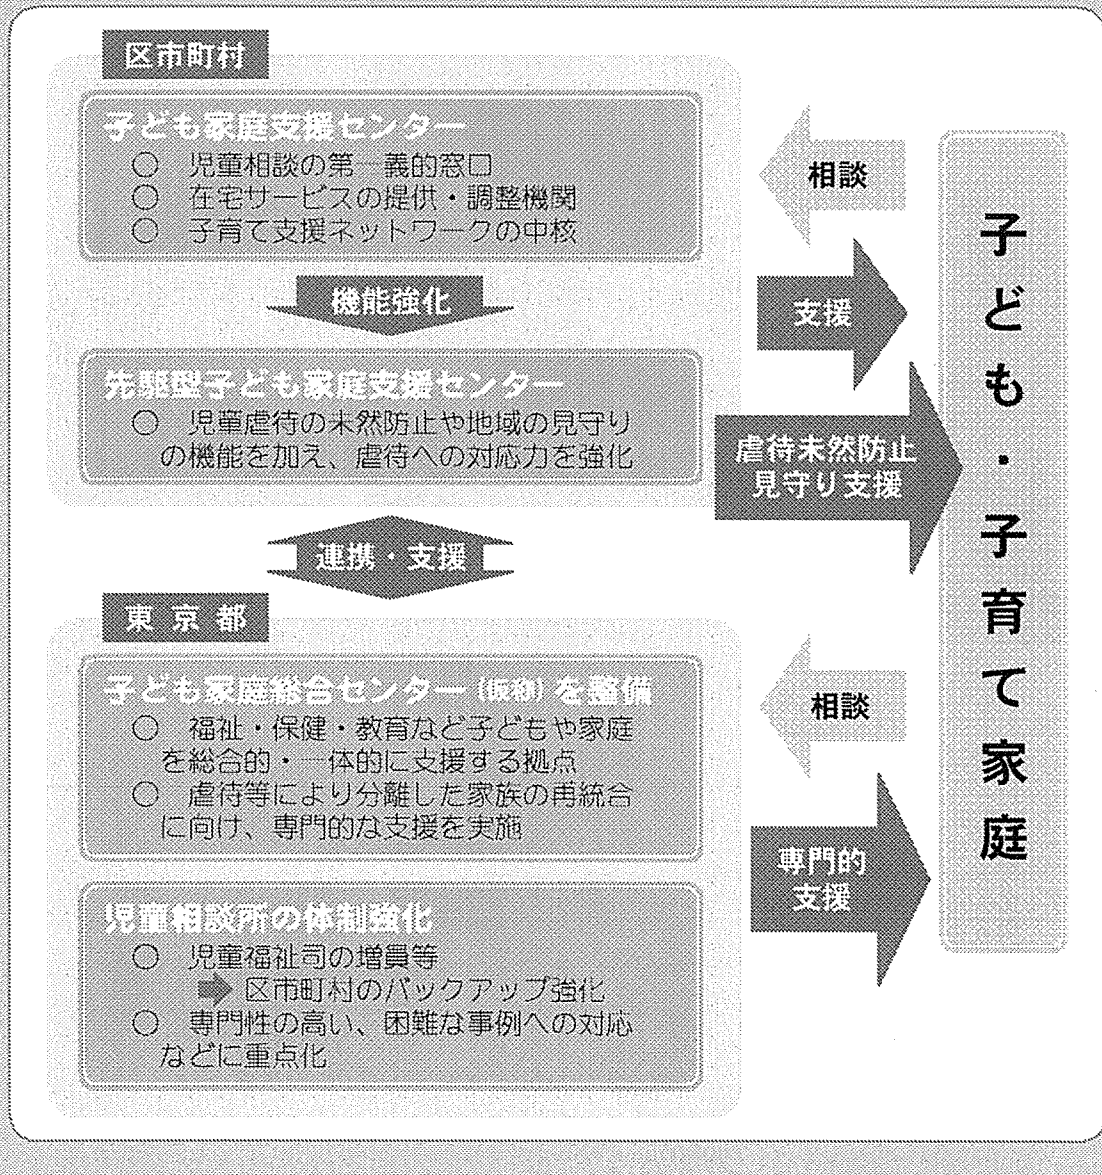 区市町村
子ども家庭支援センター
○ 児童相談の第一義的窓口
○ 在宅サービスの提供・調整機関
○ 子育て支援ネットワークの中核
機能強化
先駆型子ども家庭支援センター
○ 児童虐待の未然防止や地域の見守り
の機能を加え、虐待への対応力を強化
連携・支援
東京都
子ども家庭総合センター(仮称)を整備
○ 福祉・保健・教育など子どもや家庭
を総合的・一体的に支援する拠点
○ 虐待等により分離した家族の再統合
に向け、専門的な支援を実施
児童相談所の体制強化
○ 児童福祉司の増員等
区市町村のバックアップ強化
○ 専門性の高い、困難な事例への対応
などに重点化
相談
支援
虐待未然防止
見守り支援
相談
専門的
支援
子ども・子育て家庭